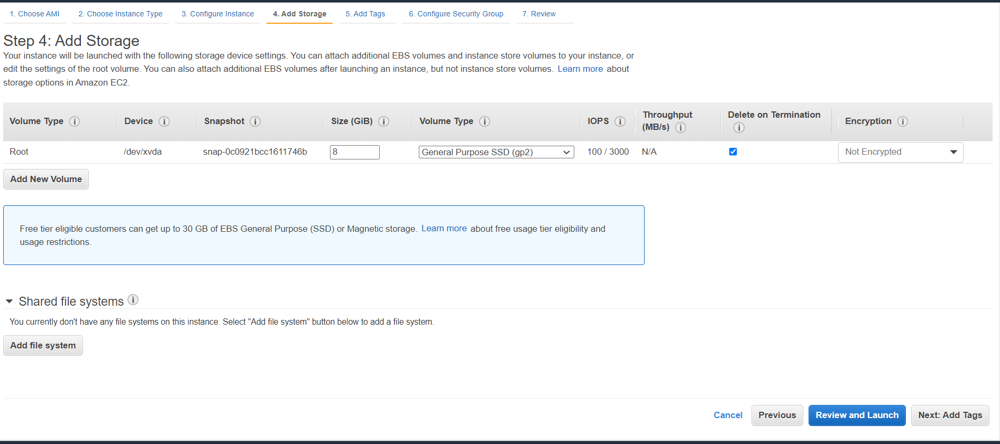 1. Choose AMI 2. Choose Instance Type 3. Configure Instance 4. Add Storage 5. Add Tags 6. Configure Security Group 7. Review
Step 4: Add Storage
Your instance will be launched with the following storage device settings. You can attach additional EBS volumes and instance store volumes to your instance, or
edit the settings of the root volume. You can also attach additional EBS volumes after launching an instance, but not instance store volumes. Learn more about
storage options in Amazon EC2.
Volume Type i Device i Snapshot i Size (GiB) i Volume Type i IOPS i Throughput (MB/s) i Delete on Termination i Encryption i
Root /dev/xvda snap-0c0921bcc1611746b 8 General Purpose SSD (gp2) 100 / 3000 N/A Not Encrypted
Add New Volume
Free tier eligible customers can get up to 30 GB of EBS General Purpose (SSD) or Magnetic storage. Learn more about free usage tier eligibility and
usage restrictions.
Shared file systems i
You currently don't have any file systems on this instance. Select "Add file system" button below to add a file system.
Add file system
Cancel Previous Review and Launch Next: Add Tags